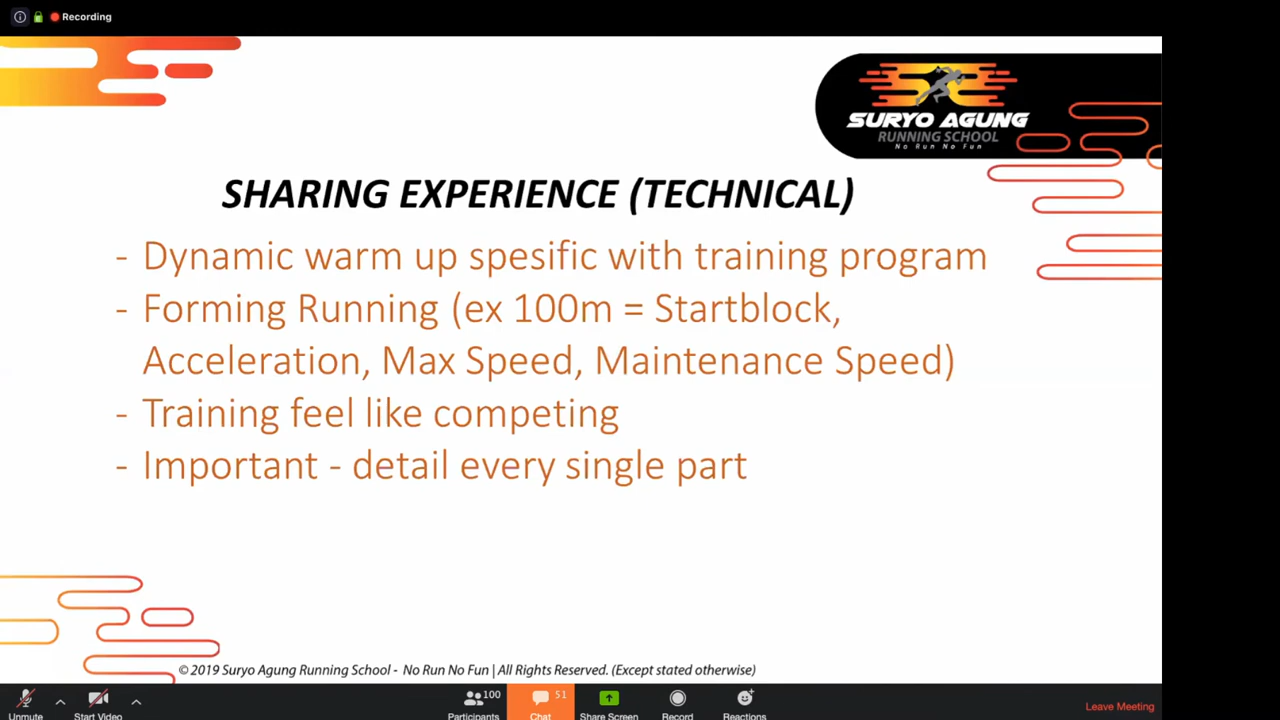 Recording
SURYO AGUNG
RUNNING SCHOOL
No Run No Fun
SHARING EXPERIENCE (TECHNICAL)
- Dynamic warm up spesific with training program
- Forming Running (ex 100m = Startblock,
Acceleration, Max Speed, Maintenance Speed)
- Training feel like competing
- Important - detail every single part
© 2019 Suryo Agung Running School - No Run No Fun | All Rights Reserved. (Except stated otherwise)
100
51
Unmute
Start Video
Participants
Chat
Share Screen
Record
Reactions
Leave Meeting